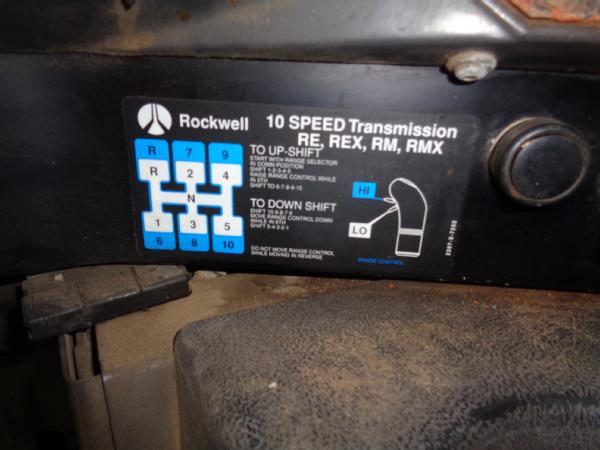 Rockwell 10 SPEED Transmission
RE, REX, RM, RMX
R 7 9
R 2 4
N
1 3 5
6 8 10
TO UP-SHIFT
START WITH RANGE SELECTOR
IN DOWN POSITION
SHIFT 1-2-3-4-5
RAISE RANGE CONTROL WHILE
IN 5TH
SHIFT TO 6-7-8-9-10
TO DOWN SHIFT
SHIFT 10-9-8-7-6
MOVE RANGE CONTROL DOWN
WHILE IN 6TH
SHIFT 5-4-3-2-1
DO NOT MOVE RANGE CONTROL
WHILE MOVING IN REVERSE
HI
LO
RANGE CONTROL